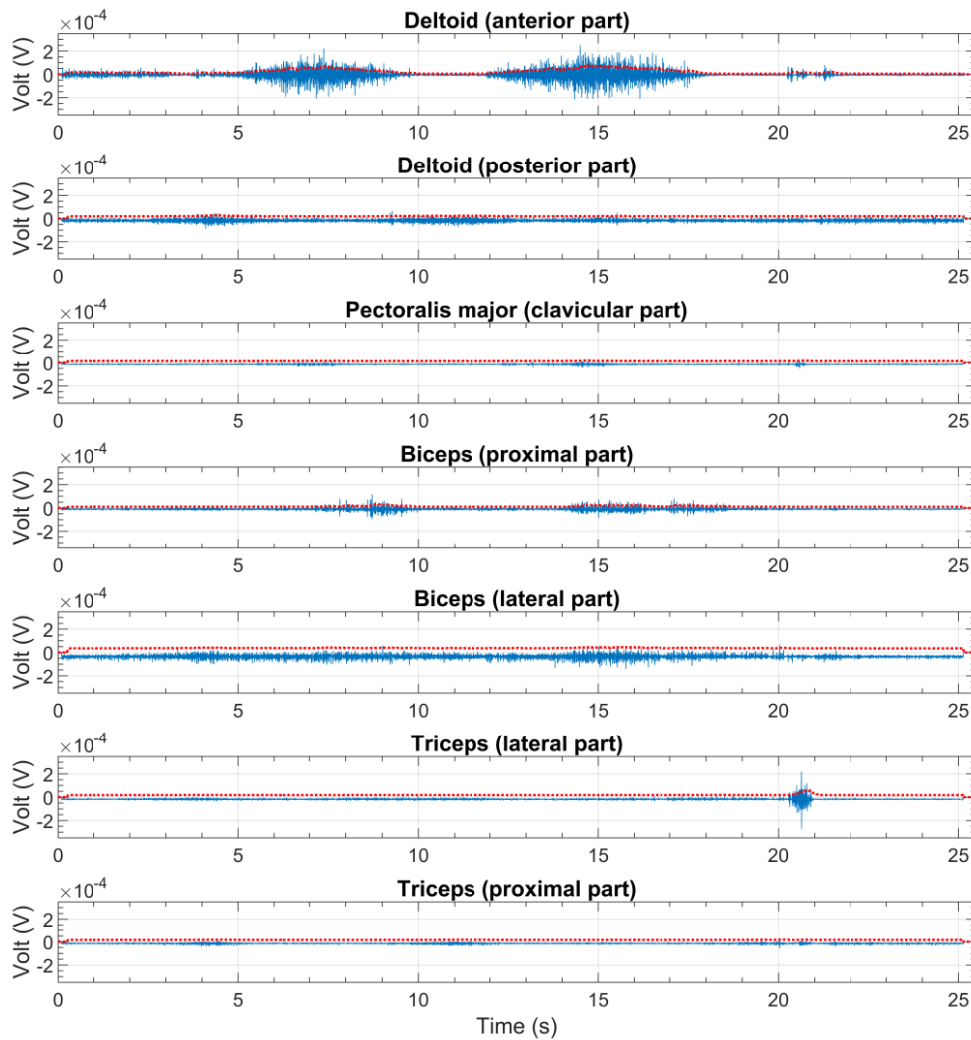 Deltoid (anterior part)
×10⁻⁴
Volt (V)
2
0
-2
0 5 10 15 20 25
Deltoid (posterior part)
×10⁻⁴
Volt (V)
2
0
-2
0 5 10 15 20 25
Pectoralis major (clavicular part)
×10⁻⁴
Volt (V)
2
0
-2
0 5 10 15 20 25
Biceps (proximal part)
×10⁻⁴
Volt (V)
2
0
-2
0 5 10 15 20 25
Biceps (lateral part)
×10⁻⁴
Volt (V)
2
0
-2
0 5 10 15 20 25
Triceps (lateral part)
×10⁻⁴
Volt (V)
2
0
-2
0 5 10 15 20 25
Triceps (proximal part)
×10⁻⁴
Volt (V)
2
0
-2
0 5 10 15 20 25
Time (s)